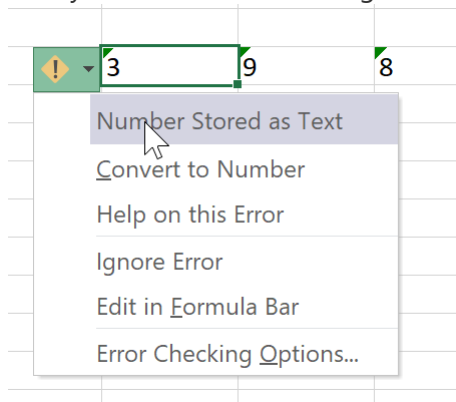 3 9 8
Number Stored as Text
Convert to Number
Help on this Error
Ignore Error
Edit in Formula Bar
Error Checking Options...